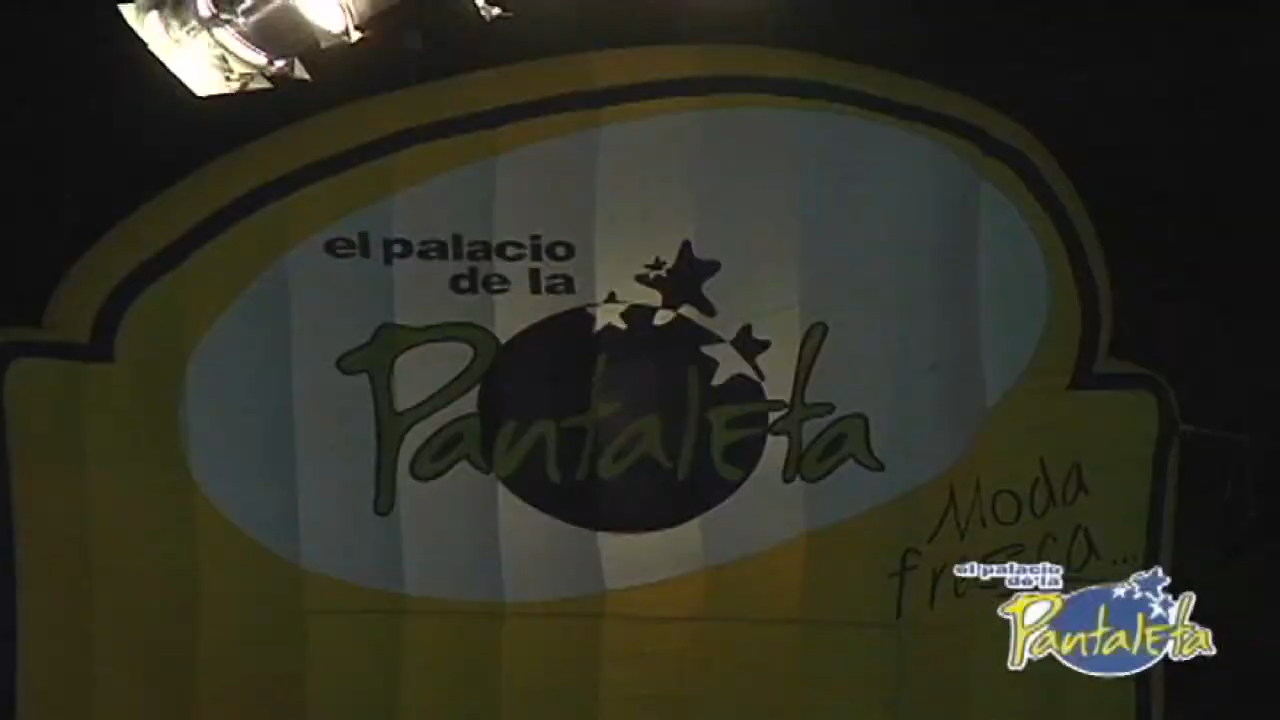 el palacio
de la
Pantaleta
Moda
fresca...
el palacio
de la
Pantaleta